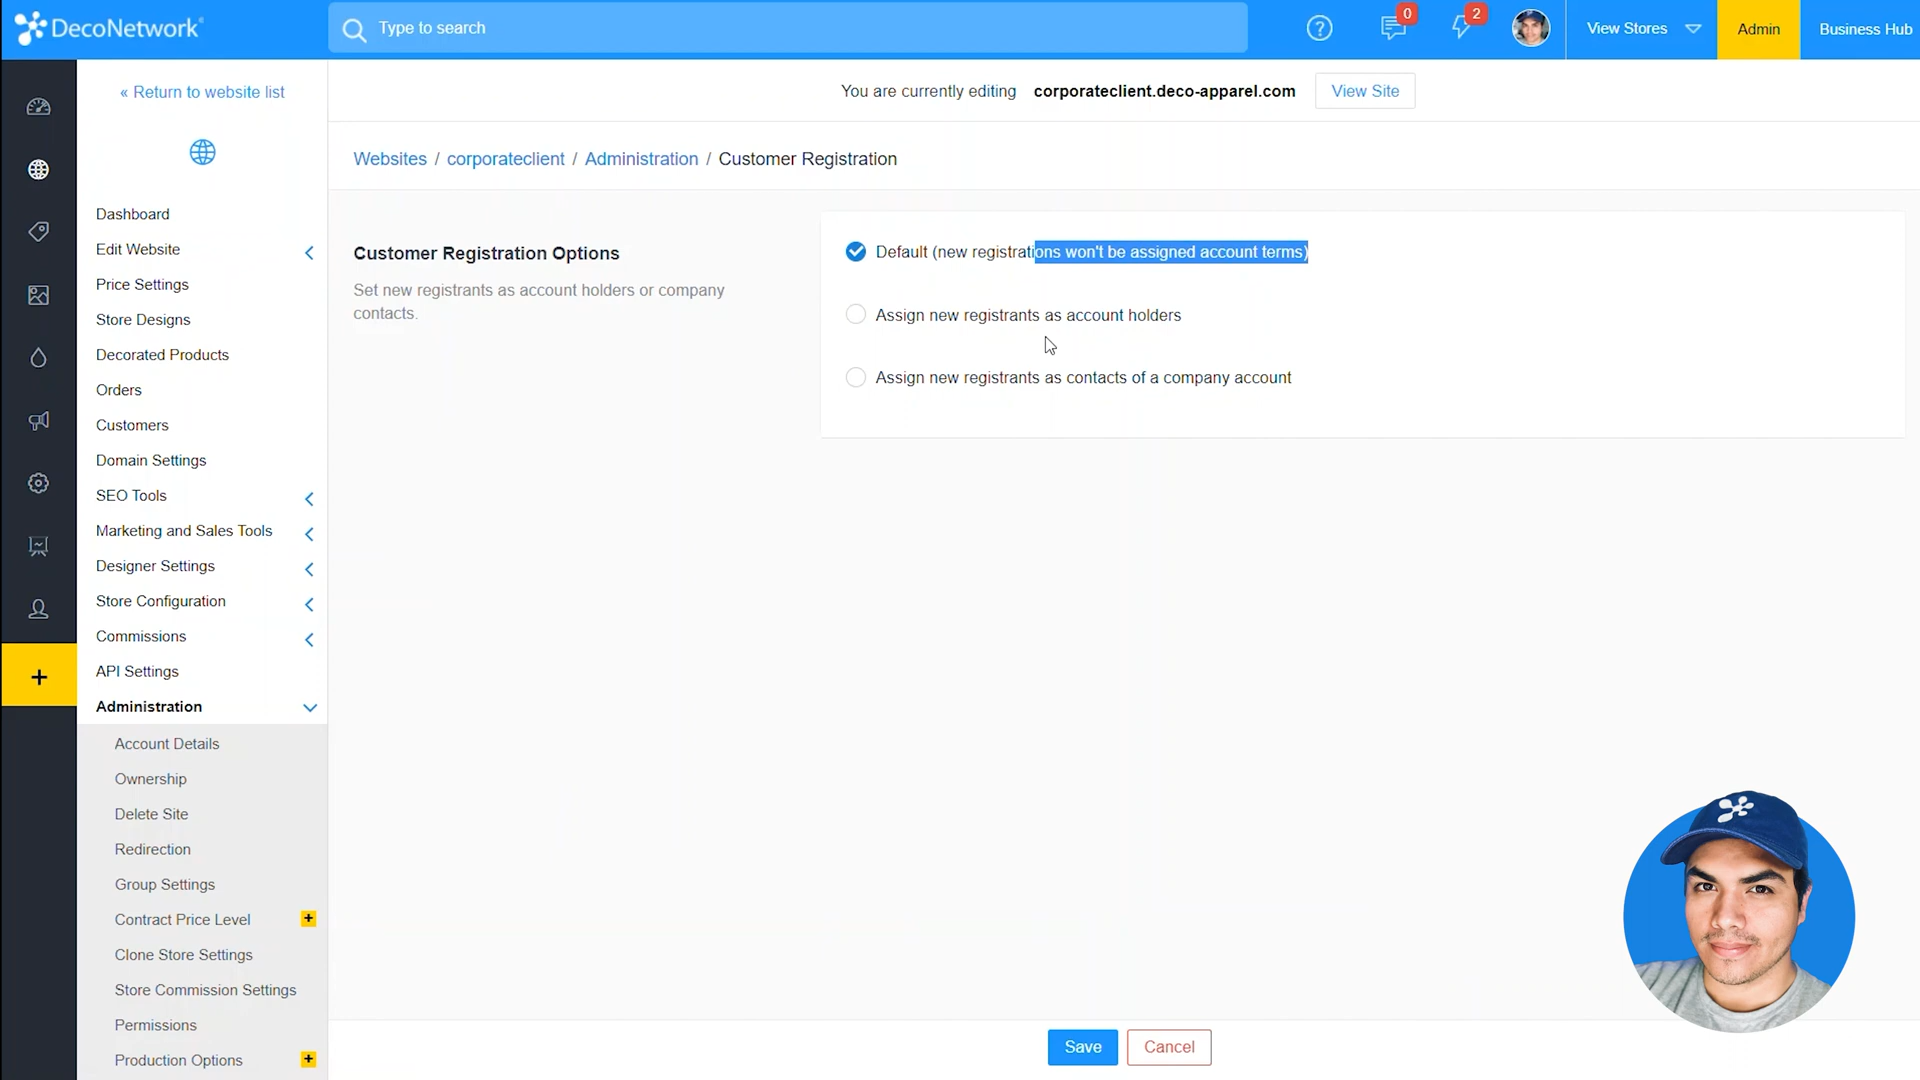 DecoNetwork
Type to search
0
2
View Stores
Admin
Business Hub
« Return to website list
You are currently editing corporateclient.deco-apparel.com
View Site
Websites / corporateclient / Administration / Customer Registration
Dashboard
Edit Website
Price Settings
Store Designs
Decorated Products
Orders
Customers
Domain Settings
SEO Tools
Marketing and Sales Tools
Designer Settings
Store Configuration
Commissions
API Settings
Administration
Account Details
Ownership
Delete Site
Redirection
Group Settings
Contract Price Level
Clone Store Settings
Store Commission Settings
Permissions
Production Options
Customer Registration Options
Set new registrants as account holders or company
contacts.
Default (new registrations won't be assigned account terms)
Assign new registrants as account holders
Assign new registrants as contacts of a company account
Save
Cancel